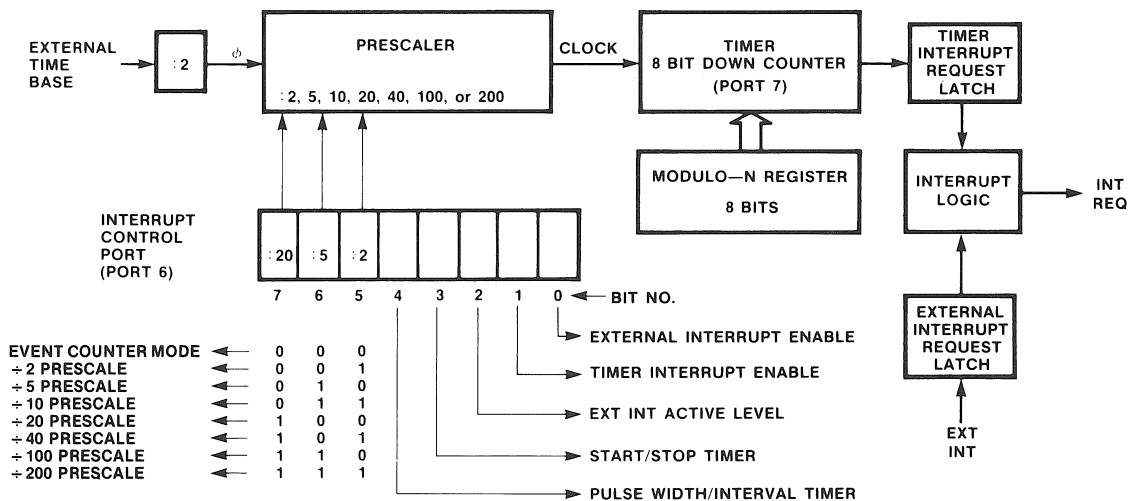 EXTERNAL
TIME
BASE
:2
ϕ
PRESCALER
:2, 5, 10, 20, 40, 100, or 200
CLOCK
TIMER
8 BIT DOWN COUNTER
(PORT 7)
TIMER
INTERRUPT
REQUEST
LATCH
MODULO—N REGISTER
8 BITS
INTERRUPT
LOGIC
INT
REQ
INTERRUPT
CONTROL
PORT
(PORT 6)
:20 :5 :2
7 6 5 4 3 2 1 0 BIT NO.
EXTERNAL
INTERRUPT
REQUEST
LATCH
EXT
INT
EXTERNAL INTERRUPT ENABLE
TIMER INTERRUPT ENABLE
EXT INT ACTIVE LEVEL
START/STOP TIMER
PULSE WIDTH/INTERVAL TIMER
EVENT COUNTER MODE 0 0 0
÷2 PRESCALE 0 0 1
÷5 PRESCALE 0 1 0
÷10 PRESCALE 0 1 1
÷20 PRESCALE 1 0 0
÷40 PRESCALE 1 0 1
÷100 PRESCALE 1 1 0
÷200 PRESCALE 1 1 1